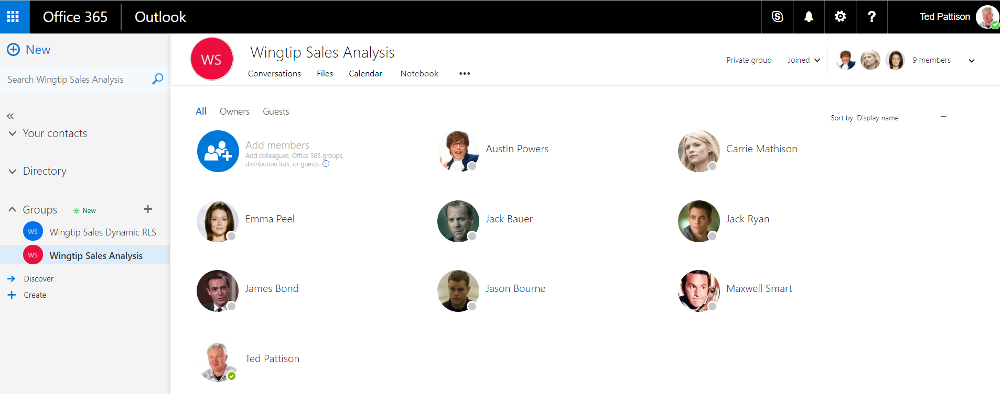 Office 365
Outlook
Ted Pattison
New
Search Wingtip Sales Analysis
Your contacts
Directory
Groups
New
WS
Wingtip Sales Dynamic RLS
WS
Wingtip Sales Analysis
Discover
Create
WS
Wingtip Sales Analysis
Conversations Files Calendar Notebook
Private group
Joined
9 members
All Owners Guests
Sort by Display name
Add members
Add colleagues, Office 365 groups,
distribution lists, or guests.
Austin Powers
Carrie Mathison
Emma Peel
Jack Bauer
Jack Ryan
James Bond
Jason Bourne
Maxwell Smart
Ted Pattison